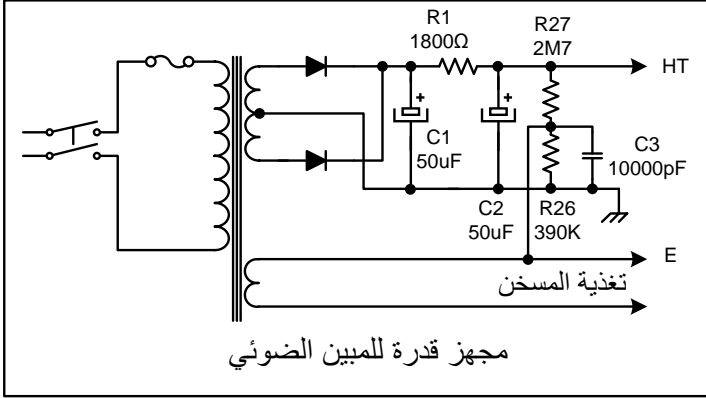 R1
1800Ω
R27
2M7
HT
+
+
C1
50uF
C3
10000pF
C2
50uF
R26
390K
E
تغذية المسخن
مجهز قدرة للمبين الضوئي